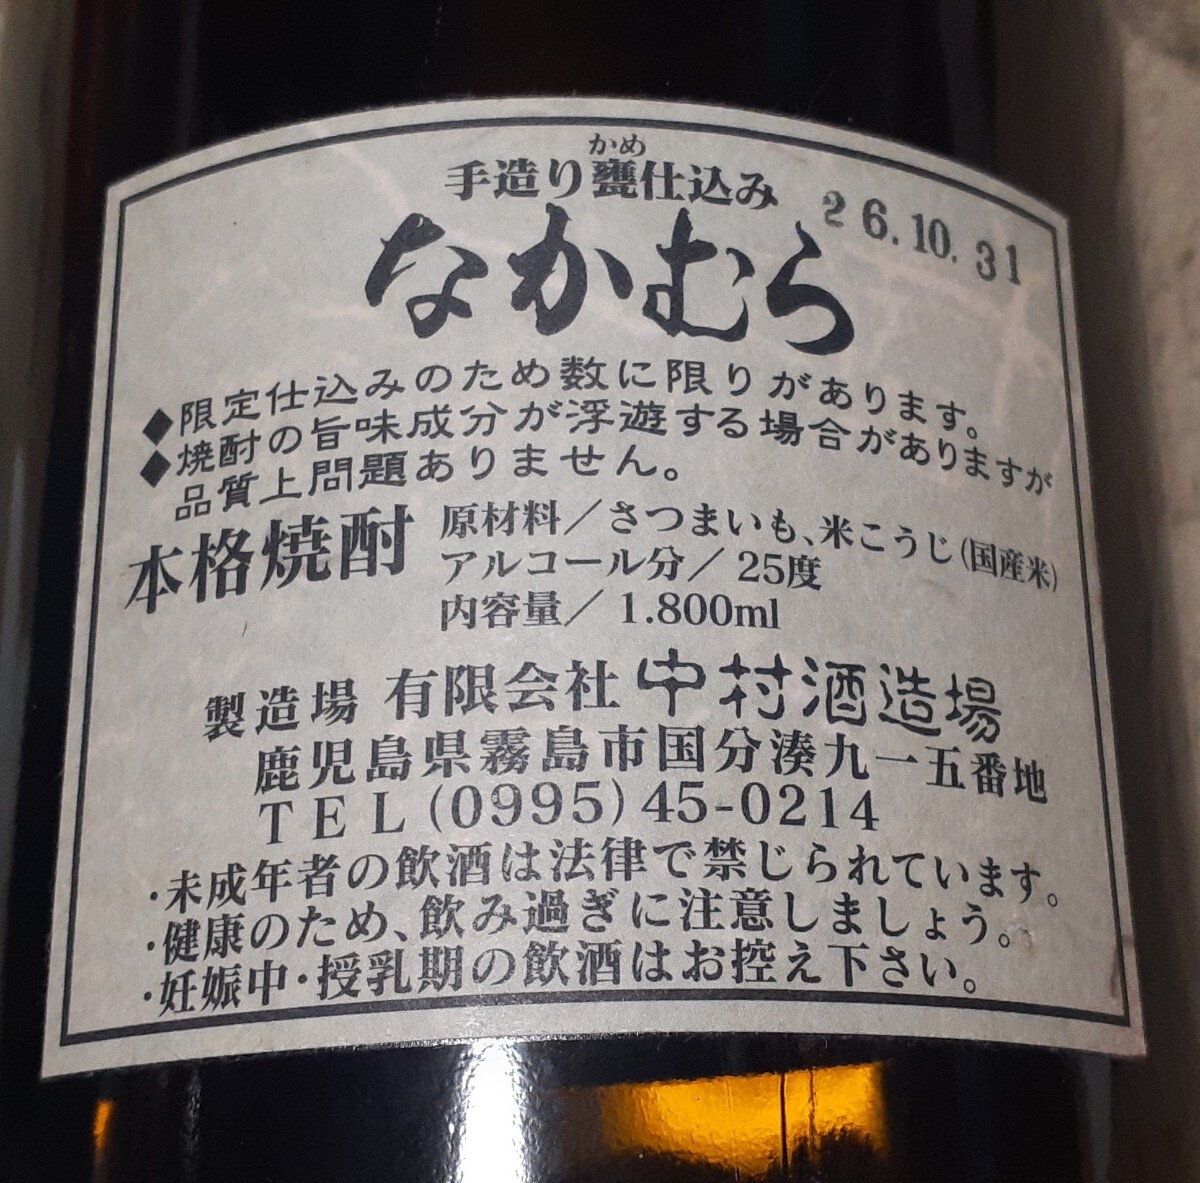 かめ
手造り甕仕込み
26.10.31
なかむら
◆限定仕込みのため数に限りがあります。
◆焼酎の旨味成分が浮遊する場合がありますが
品質上問題ありません。
本格焼酎
原材料／さつまいも、米こうじ(国産米)
アルコール分／25度
内容量／1.800ml
製造場 有限会社 中村酒造場
鹿児島県霧島市国分湊九一五番地
TEL(0995)45-0214
・未成年者の飲酒は法律で禁じられています。
・健康のため、飲み過ぎに注意しましょう。
・妊娠中・授乳期の飲酒はお控え下さい。